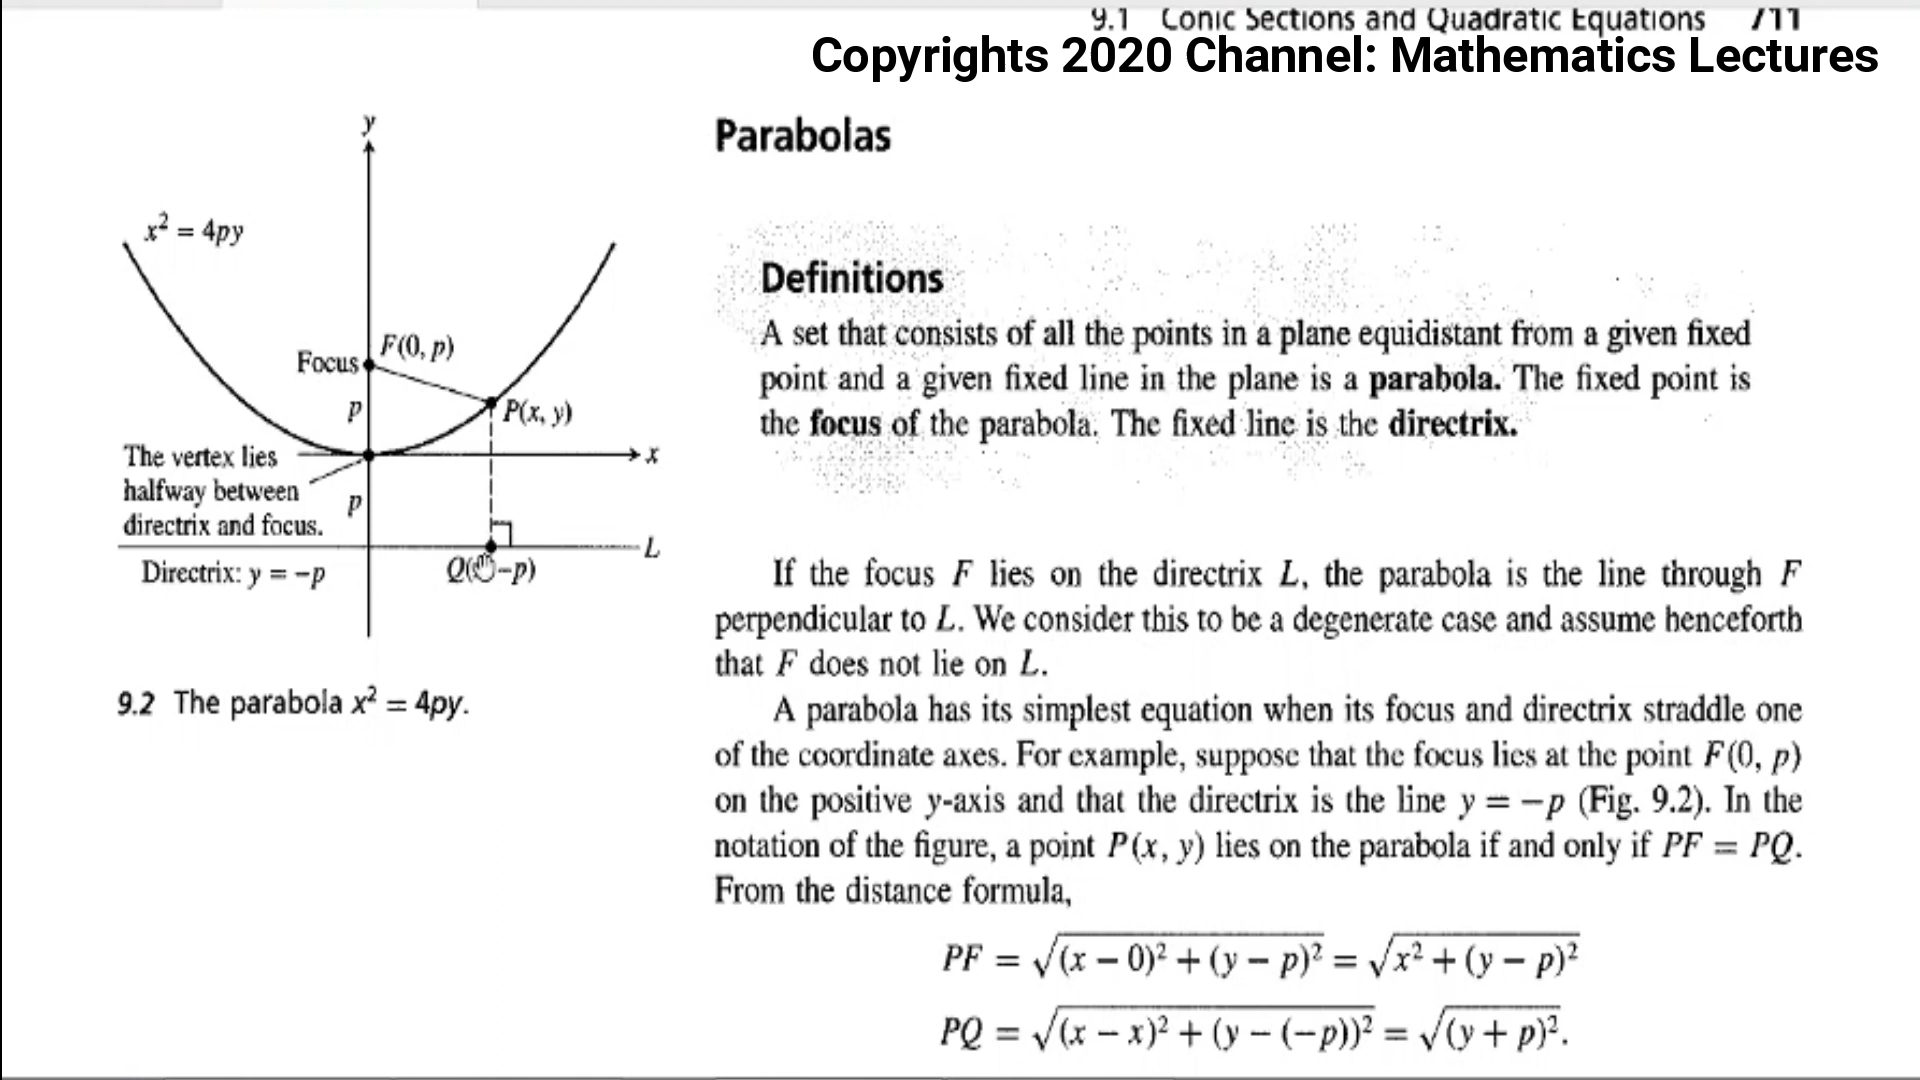 9.1 Conic Sections and Quadratic Equations 711
Copyrights 2020 Channel: Mathematics Lectures
y
x² = 4py
F(0, p)
Focus
p
P(x, y)
The vertex lies
x
halfway between
p
directrix and focus.
L
Directrix: y = −p
Q( −p)
9.2 The parabola x² = 4py.
Parabolas
Definitions
A set that consists of all the points in a plane equidistant from a given fixed
point and a given fixed line in the plane is a parabola. The fixed point is
the focus of the parabola. The fixed line is the directrix.
If the focus F lies on the directrix L, the parabola is the line through F
perpendicular to L. We consider this to be a degenerate case and assume henceforth
that F does not lie on L.
A parabola has its simplest equation when its focus and directrix straddle one
of the coordinate axes. For example, suppose that the focus lies at the point F(0, p)
on the positive y-axis and that the directrix is the line y = −p (Fig. 9.2). In the
notation of the figure, a point P(x, y) lies on the parabola if and only if PF = PQ.
From the distance formula,
PF = √(x − 0)² + (y − p)² = √x² + (y − p)²
PQ = √(x − x)² + (y − (−p))² = √(y + p)².